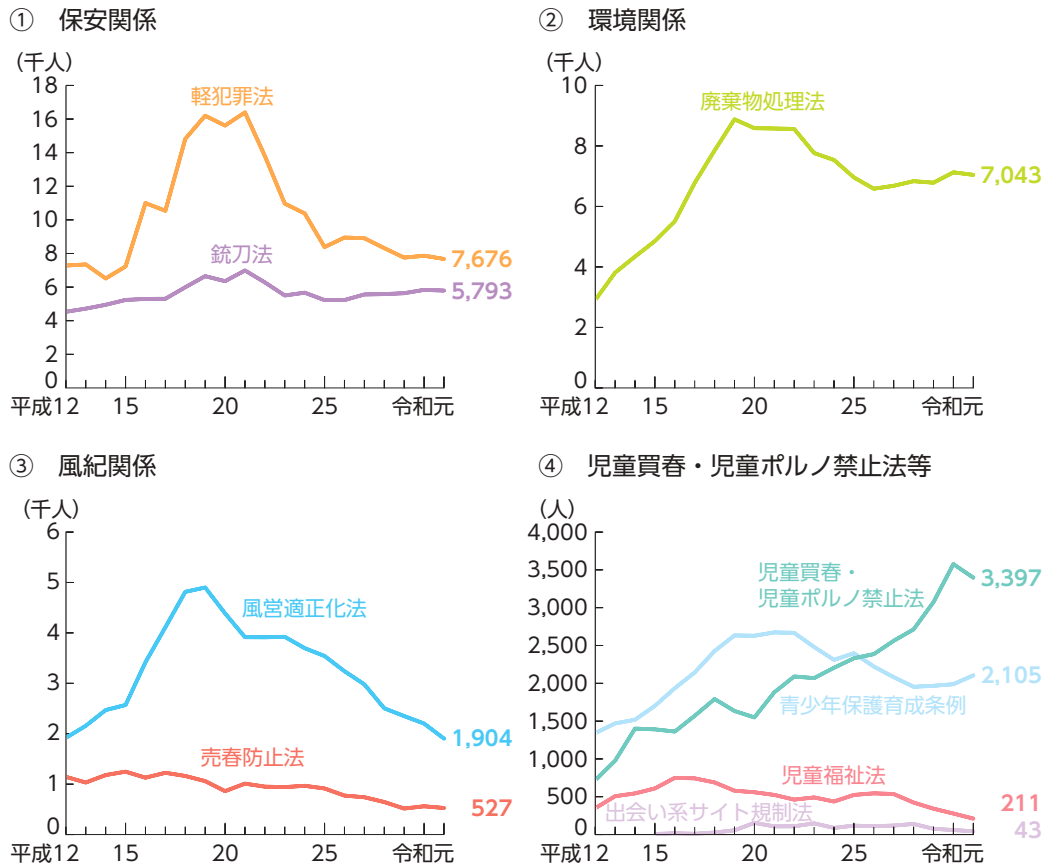 ① 保安関係
（千人）
18
16
14
12
10
8
6
4
2
0
軽犯罪法
銃刀法
7,676
5,793
平成12 15 20 25 令和元
② 環境関係
（千人）
10
8
6
4
2
0
廃棄物処理法
7,043
平成12 15 20 25 令和元
③ 風紀関係
（千人）
6
5
4
3
2
1
0
風営適正化法
売春防止法
1,904
527
平成12 15 20 25 令和元
④ 児童買春・児童ポルノ禁止法等
（人）
4,000
3,500
3,000
2,500
2,000
1,500
1,000
500
0
児童買春・
児童ポルノ禁止法
3,397
2,105
青少年保護育成条例
児童福祉法
211
出会い系サイト規制法
43
平成12 15 20 25 令和元